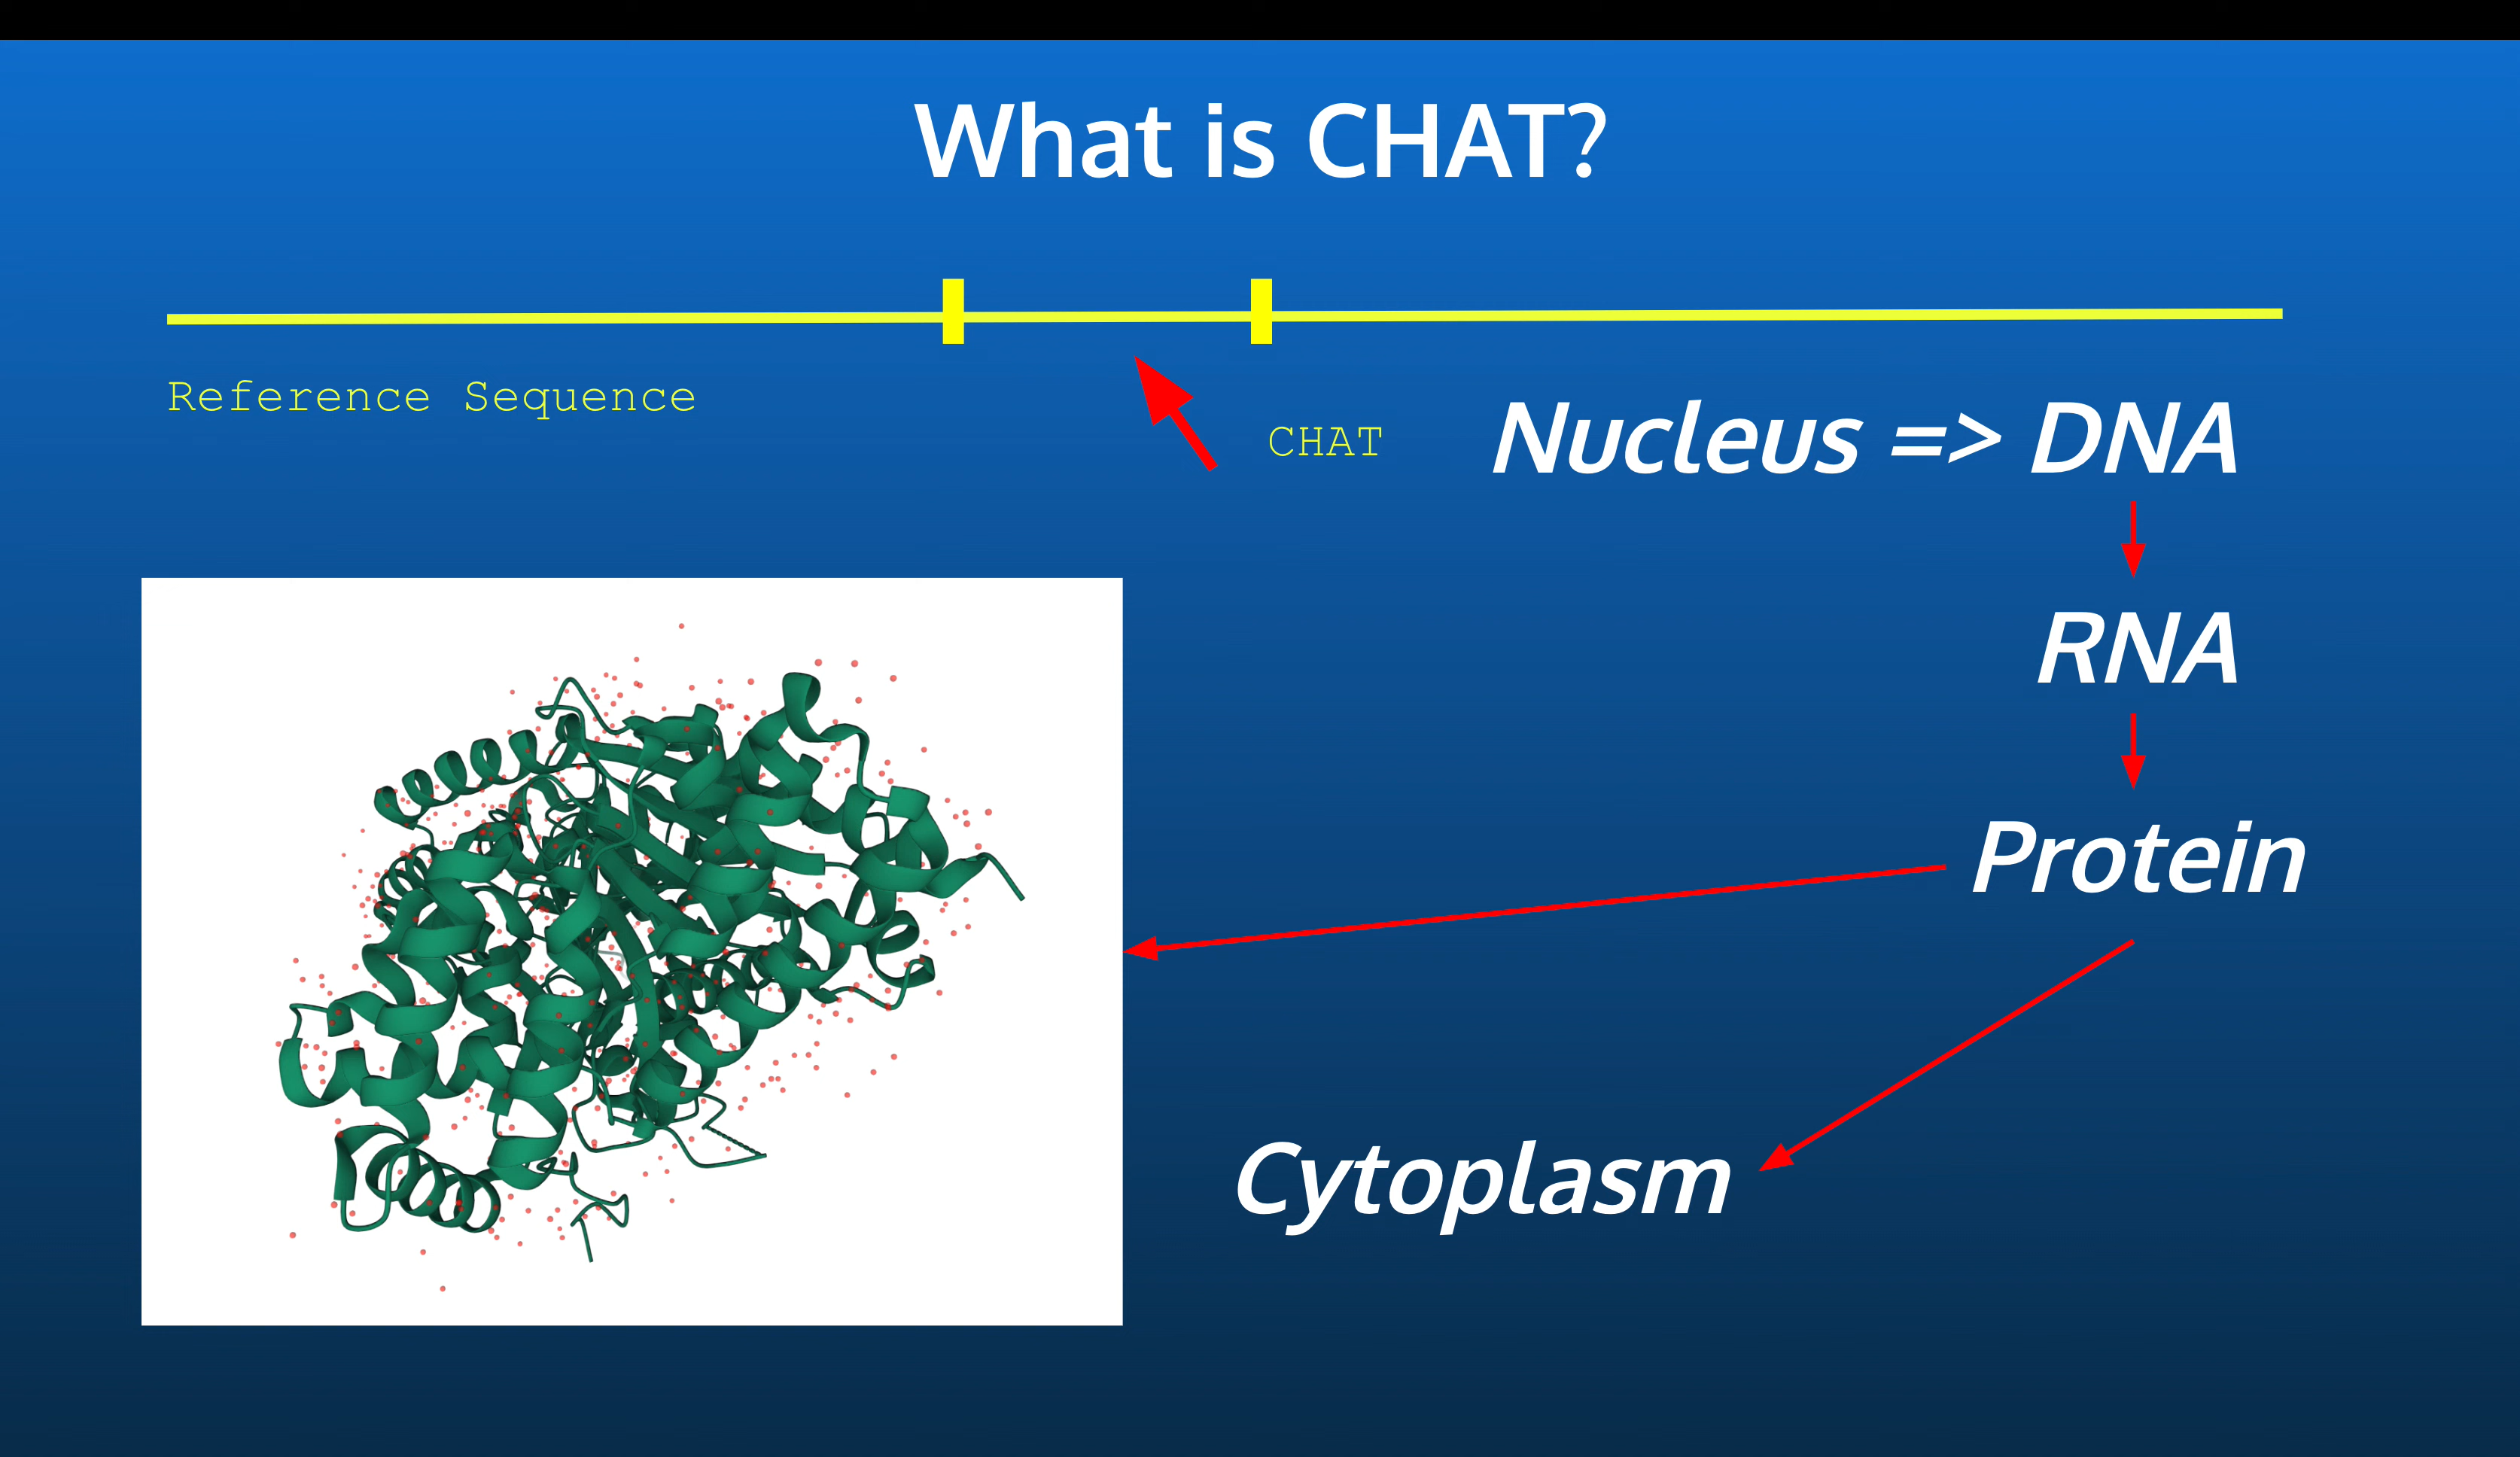 What is CHAT?
Reference Sequence
CHAT
Nucleus => DNA
RNA
Protein
Cytoplasm